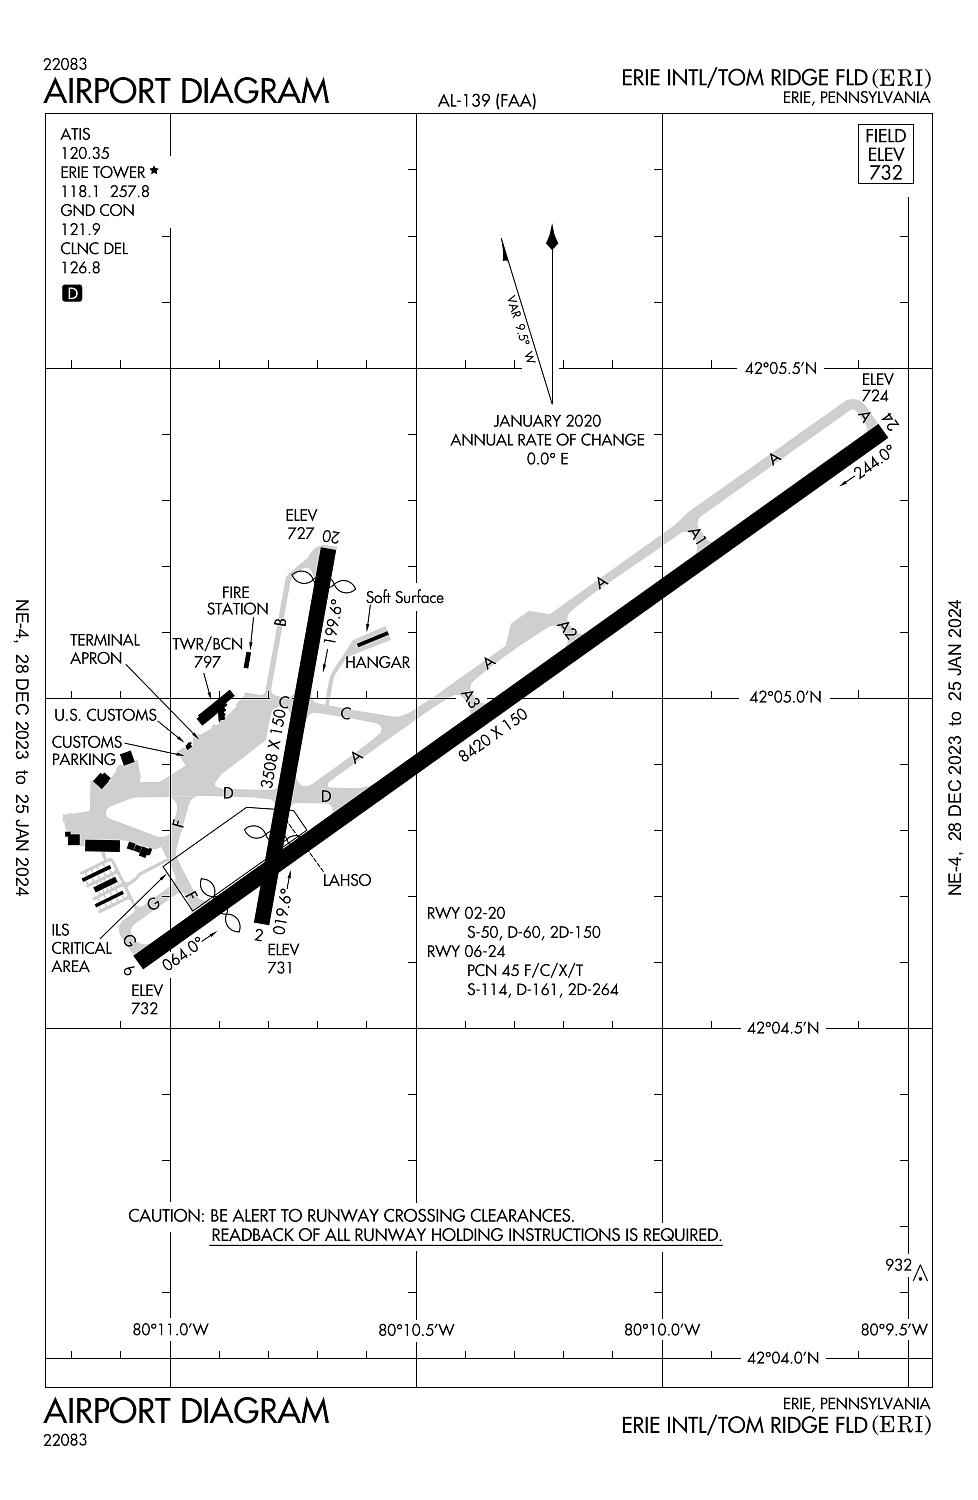 22083
AIRPORT DIAGRAM
AL-139 (FAA)
ERIE INTL/TOM RIDGE FLD (ERI)
ERIE, PENNSYLVANIA
ATIS
120.35
ERIE TOWER ★
118.1 257.8
GND CON
121.9
CLNC DEL
126.8
D
FIELD
ELEV
732
VAR 9.5° W
JANUARY 2020
ANNUAL RATE OF CHANGE
0.0° E
42°05.5'N
ELEV
724
24
A
A
244.0°
A1
A
A2
A
A3
ELEV
727
20
B
199.6°
FIRE
STATION
Soft Surface
HANGAR
TERMINAL
APRON
TWR/BCN
797
42°05.0'N
U.S. CUSTOMS
CUSTOMS
PARKING
C
C
3508 X 150
8420 X 150
A
D
D
F
LAHSO
F
G
G
ILS
CRITICAL
AREA
064.0°
019.6°
6
2
ELEV
732
ELEV
731
RWY 02-20
S-50, D-60, 2D-150
RWY 06-24
PCN 45 F/C/X/T
S-114, D-161, 2D-264
42°04.5'N
CAUTION: BE ALERT TO RUNWAY CROSSING CLEARANCES.
READBACK OF ALL RUNWAY HOLDING INSTRUCTIONS IS REQUIRED.
932
80°11.0'W
80°10.5'W
80°10.0'W
80°9.5'W
42°04.0'N
NE-4, 28 DEC 2023 to 25 JAN 2024
NE-4, 28 DEC 2023 to 25 JAN 2024
AIRPORT DIAGRAM
22083
ERIE, PENNSYLVANIA
ERIE INTL/TOM RIDGE FLD (ERI)